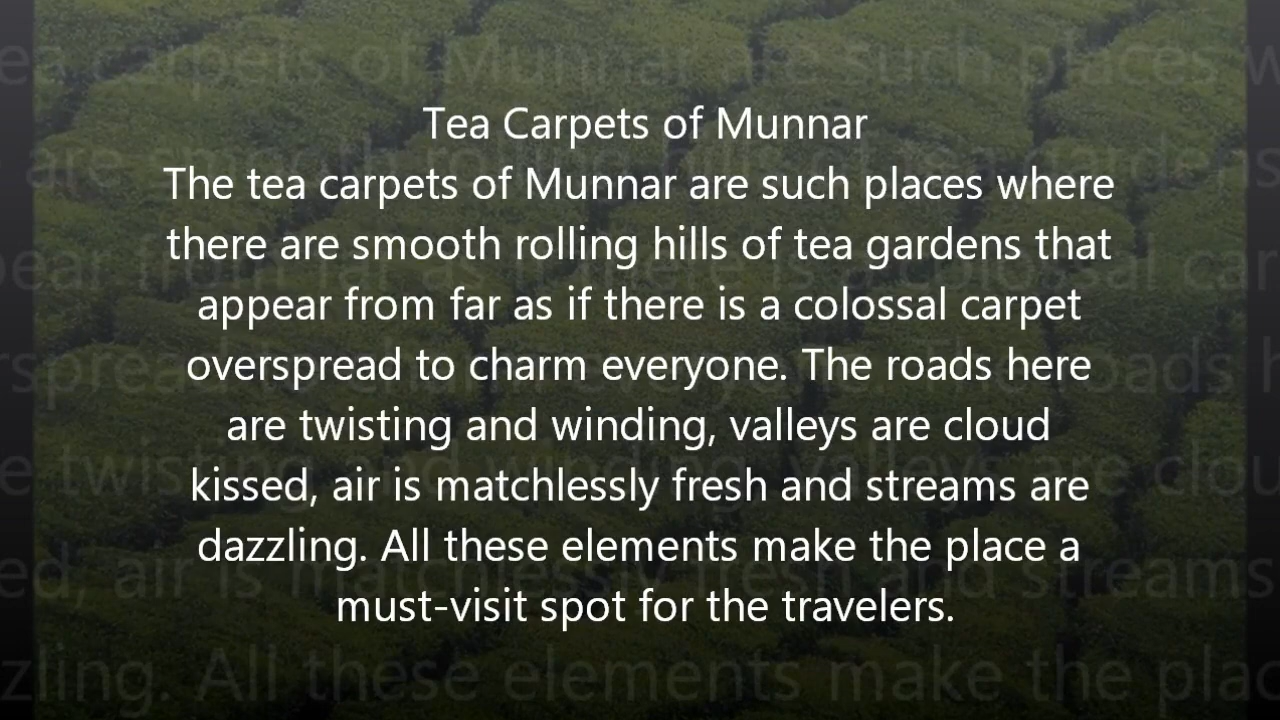 Tea Carpets of Munnar
The tea carpets of Munnar are such places where
there are smooth rolling hills of tea gardens that
appear from far as if there is a colossal carpet
overspread to charm everyone. The roads here
are twisting and winding, valleys are cloud
kissed, air is matchlessly fresh and streams are
dazzling. All these elements make the place a
must-visit spot for the travelers.